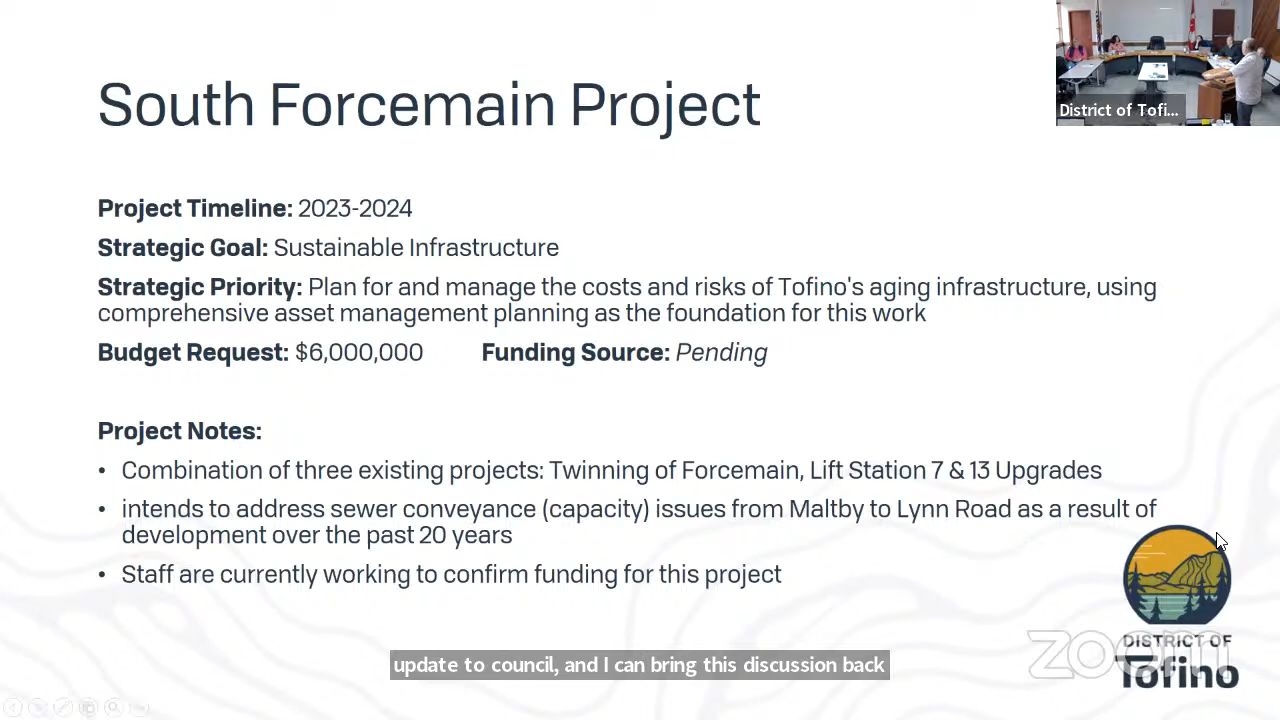 District of Tofi...
South Forcemain Project
Project Timeline: 2023-2024
Strategic Goal: Sustainable Infrastructure
Strategic Priority: Plan for and manage the costs and risks of Tofino's aging infrastructure, using
comprehensive asset management planning as the foundation for this work
Budget Request: $6,000,000 Funding Source: Pending
Project Notes:
• Combination of three existing projects: Twinning of Forcemain, Lift Station 7 & 13 Upgrades
• intends to address sewer conveyance (capacity) issues from Maltby to Lynn Road as a result of
development over the past 20 years
• Staff are currently working to confirm funding for this project
DISTRICT OF
Tofino
zoom
update to council, and I can bring this discussion back